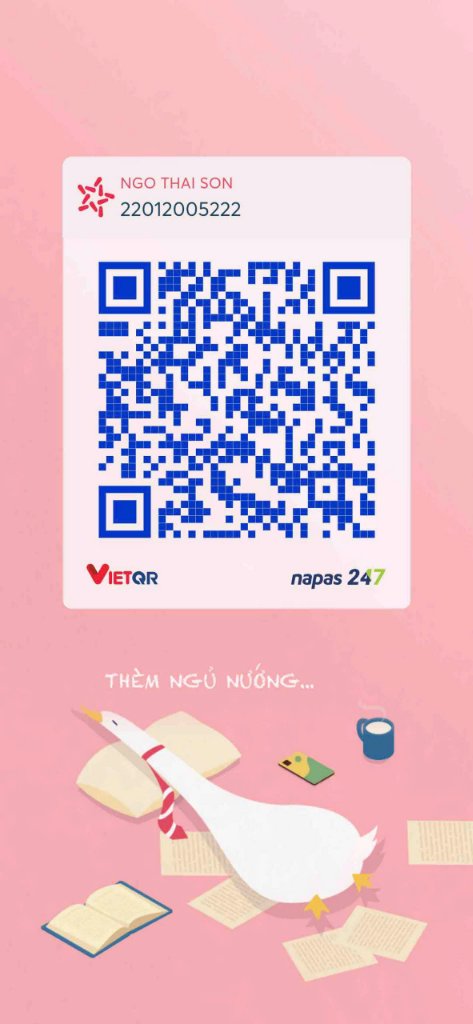 NGO THAI SON
22012005222
VIETQR
napas 247
THÈM NGỦ NƯỚNG...